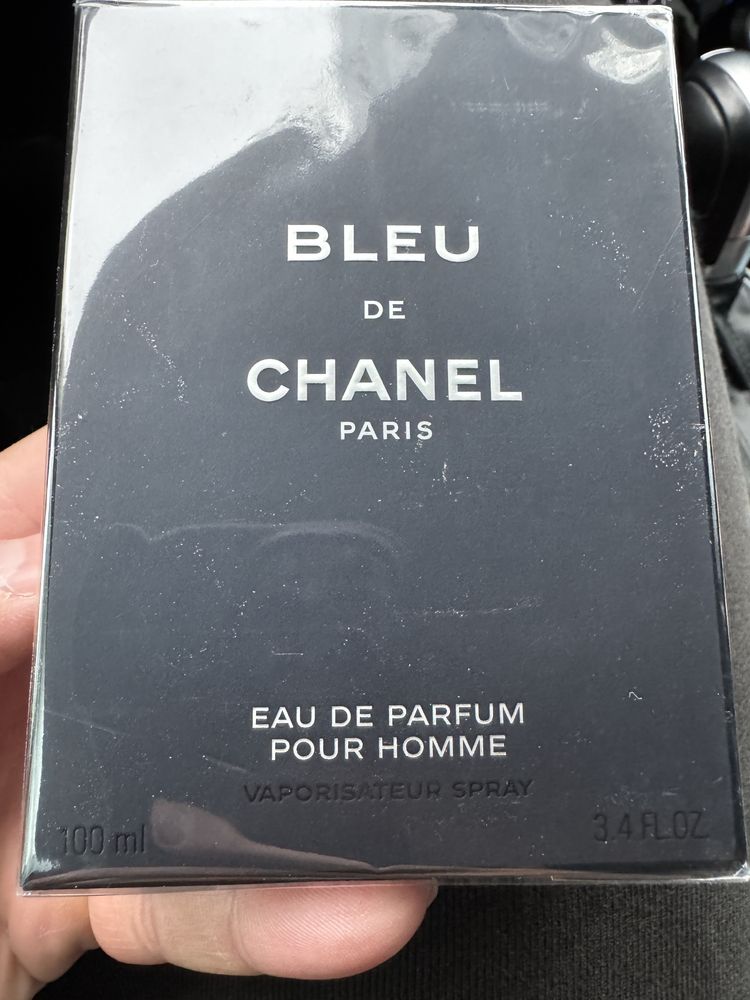 BLEU
DE
CHANEL
PARIS
EAU DE PARFUM
POUR HOMME
VAPORISATEUR SPRAY
100 ml
3.4 FL.OZ.